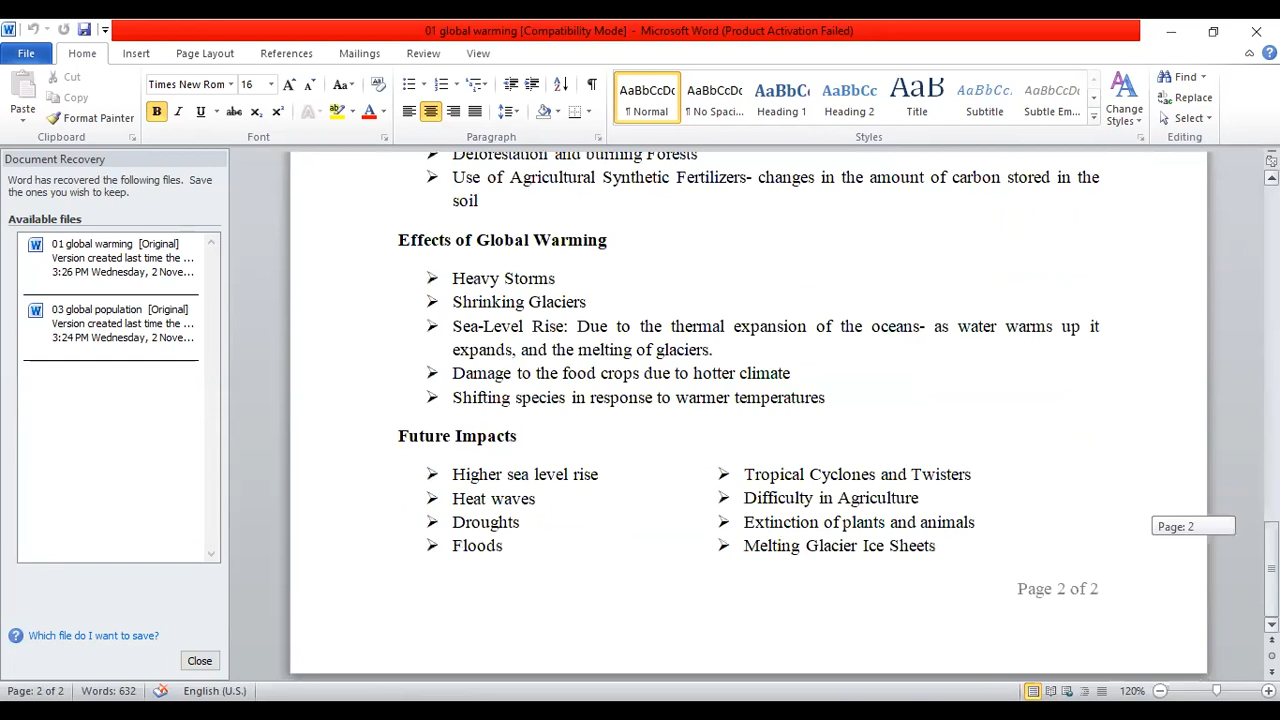 01 global warming [Compatibility Mode] - Microsoft Word (Product Activation Failed)
File Home Insert Page Layout References Mailings Review View
Paste
Cut
Copy
Format Painter
Clipboard
Times New Rom 16
Font
Paragraph
AaBbCcDc AaBbCcDc AaBbCc AaBbCc AaB AaBbCc. AaBbCcDc
¶ Normal ¶ No Spaci... Heading 1 Heading 2 Title Subtitle Subtle Em...
Styles
Change Styles
Find
Replace
Select
Editing
Document Recovery
Word has recovered the following files. Save
the ones you wish to keep.
Available files
01 global warming [Original]
Version created last time the ...
3:26 PM Wednesday, 2 Nove...
03 global population [Original]
Version created last time the ...
3:24 PM Wednesday, 2 Nove...
Which file do I want to save?
Close
Deforestation and burning Forests
Use of Agricultural Synthetic Fertilizers- changes in the amount of carbon stored in the
soil
Effects of Global Warming
Heavy Storms
Shrinking Glaciers
Sea-Level Rise: Due to the thermal expansion of the oceans- as water warms up it
expands, and the melting of glaciers.
Damage to the food crops due to hotter climate
Shifting species in response to warmer temperatures
Future Impacts
Higher sea level rise
Heat waves
Droughts
Floods
Tropical Cyclones and Twisters
Difficulty in Agriculture
Extinction of plants and animals
Melting Glacier Ice Sheets
Page 2 of 2
Page: 2
Page: 2 of 2 Words: 632 English (U.S.) 120%